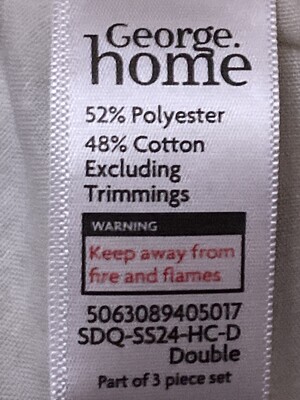 George.
home
52% Polyester
48% Cotton
Excluding
Trimmings
WARNING
Keep away from
fire and flames
5063089405017
SDQ-SS24-HC-D
Double
Part of 3 piece set